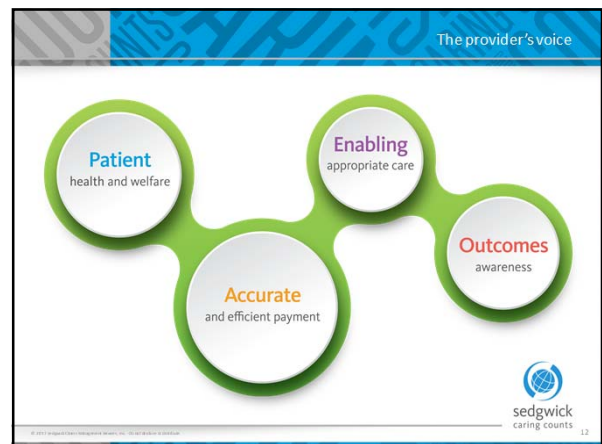 The provider's voice
Patient
health and welfare
Accurate
and efficient payment
Enabling
appropriate care
Outcomes
awareness
sedgwick
caring counts
12